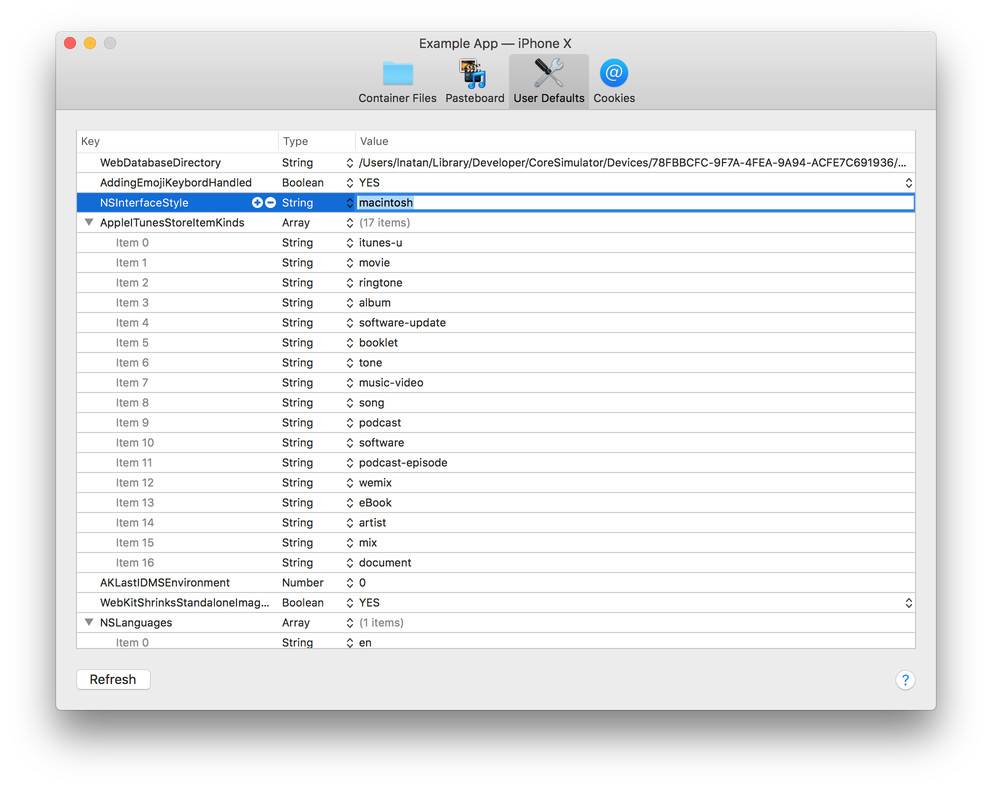 Example App — iPhone X
Container Files Pasteboard User Defaults Cookies
Key Type Value
WebDatabaseDirectory String /Users/lnatan/Library/Developer/CoreSimulator/Devices/78FBBCFC-9F7A-4FEA-9A94-ACFE7C691936/...
AddingEmojiKeybordHandled Boolean YES
NSInterfaceStyle String macintosh
AppleITunesStoreItemKinds Array (17 items)
Item 0 String itunes-u
Item 1 String movie
Item 2 String ringtone
Item 3 String album
Item 4 String software-update
Item 5 String booklet
Item 6 String tone
Item 7 String music-video
Item 8 String song
Item 9 String podcast
Item 10 String software
Item 11 String podcast-episode
Item 12 String wemix
Item 13 String eBook
Item 14 String artist
Item 15 String mix
Item 16 String document
AKLastIDMSEnvironment Number 0
WebKitShrinksStandaloneImag... Boolean YES
NSLanguages Array (1 items)
Item 0 String en
Refresh ?